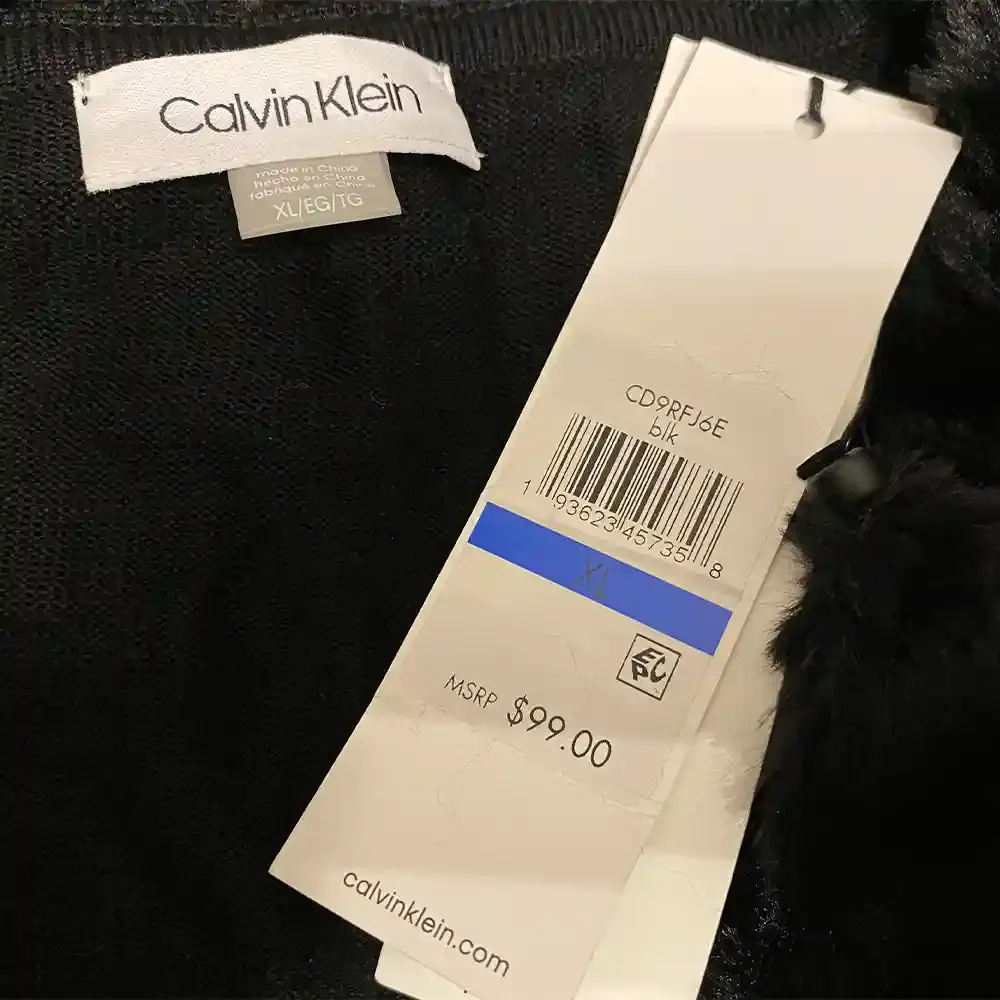 Calvin Klein
made in China
hecho en China
fabriqué en Chine
XL/EG/TG
CD9RFJ6E
blk
1 93623 45735 8
XL
EPC
MSRP $99.00
calvinklein.com